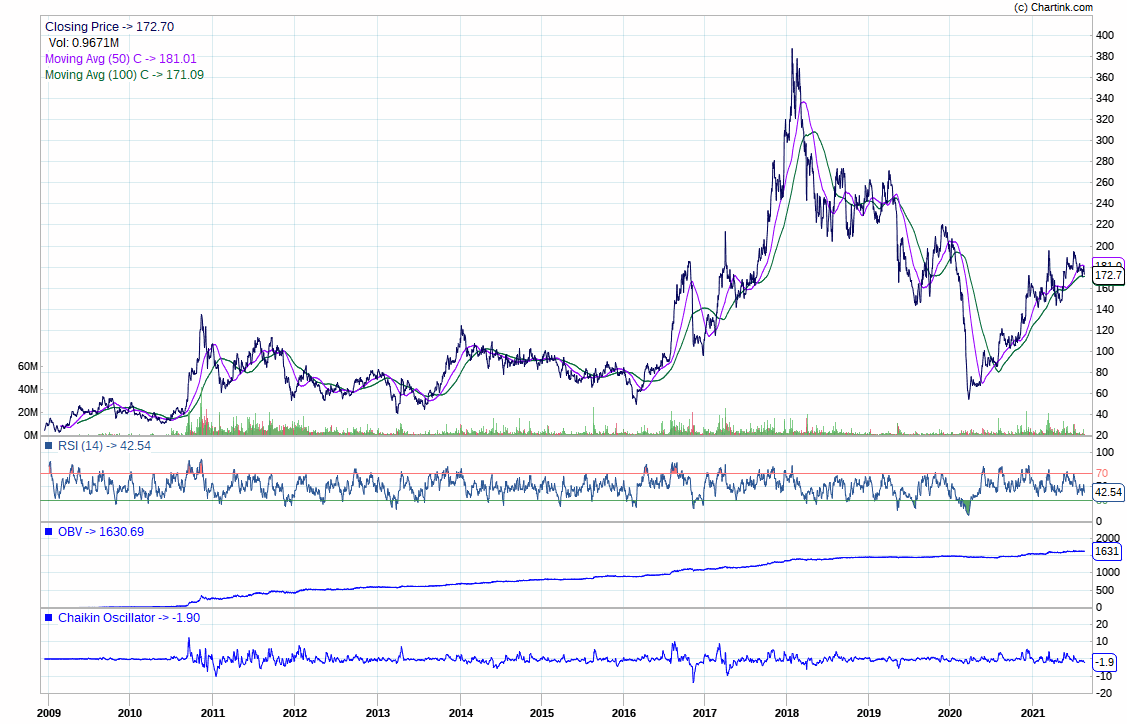 (c) Chartink.com
Closing Price -> 172.70
Vol: 0.9671M
Moving Avg (50) C -> 181.01
Moving Avg (100) C -> 171.09
400
380
360
340
320
300
280
260
240
220
200
172.7
160
140
120
100
80
60
40
20
60M
40M
20M
0M
RSI (14) -> 42.54
100
70
42.54
0
OBV -> 1630.69
2000
1631
1000
500
0
Chaikin Oscillator -> -1.90
20
10
-1.9
-10
-20
2009 2010 2011 2012 2013 2014 2015 2016 2017 2018 2019 2020 2021